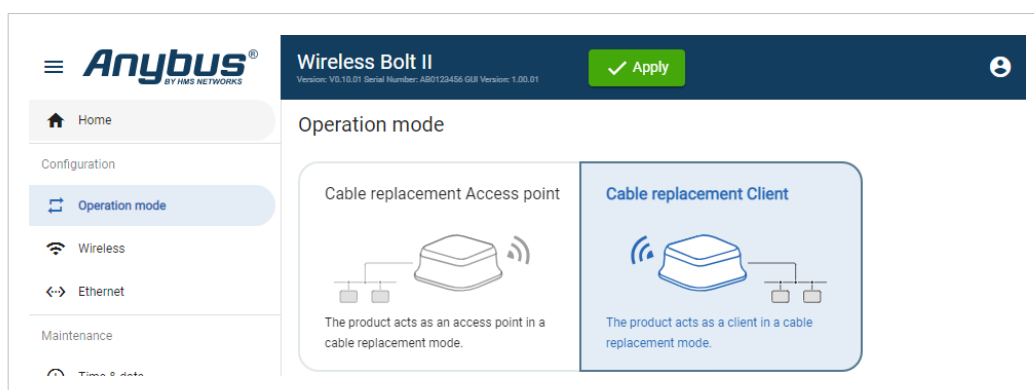 Anybus®
BY HMS NETWORKS
Wireless Bolt II
Version: V0.10.01 Serial Number: AB0123456 GUI Version: 1.00.01
Apply
Home
Configuration
Operation mode
Wireless
Ethernet
Maintenance
Time & date
Operation mode
Cable replacement Access point
The product acts as an access point in a
cable replacement mode.
Cable replacement Client
The product acts as a client in a cable
replacement mode.